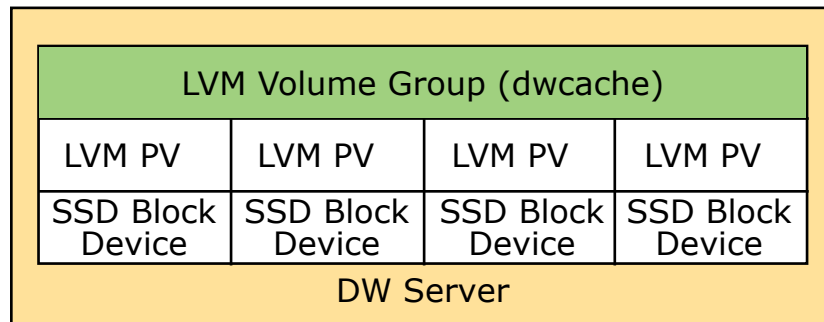 LVM Volume Group (dwcache)
LVM PV LVM PV LVM PV LVM PV
SSD Block SSD Block SSD Block SSD Block
Device Device Device Device
DW Server